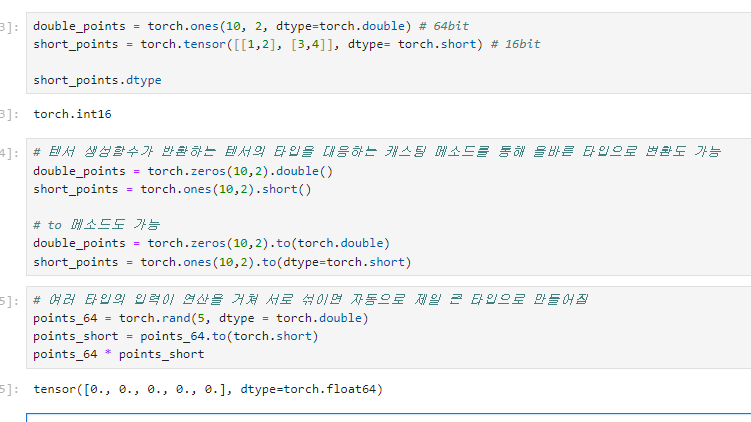 3]: double_points = torch.ones(10, 2, dtype=torch.double) # 64bit
short_points = torch.tensor([[1,2], [3,4]], dtype= torch.short) # 16bit
short_points.dtype
3]: torch.int16
4]: # 텐서 생성함수가 반환하는 텐서의 타입을 대응하는 캐스팅 메소드를 통해 올바른 타입으로 변환도 가능
double_points = torch.zeros(10,2).double()
short_points = torch.ones(10,2).short()
# to 메소드도 가능
double_points = torch.zeros(10,2).to(torch.double)
short_points = torch.ones(10,2).to(dtype=torch.short)
5]: # 여러 타입의 입력이 연산을 거쳐 서로 섞이면 자동으로 제일 큰 타입으로 만들어짐
points_64 = torch.rand(5, dtype = torch.double)
points_short = points_64.to(torch.short)
points_64 * points_short
5]: tensor([0., 0., 0., 0., 0.], dtype=torch.float64)